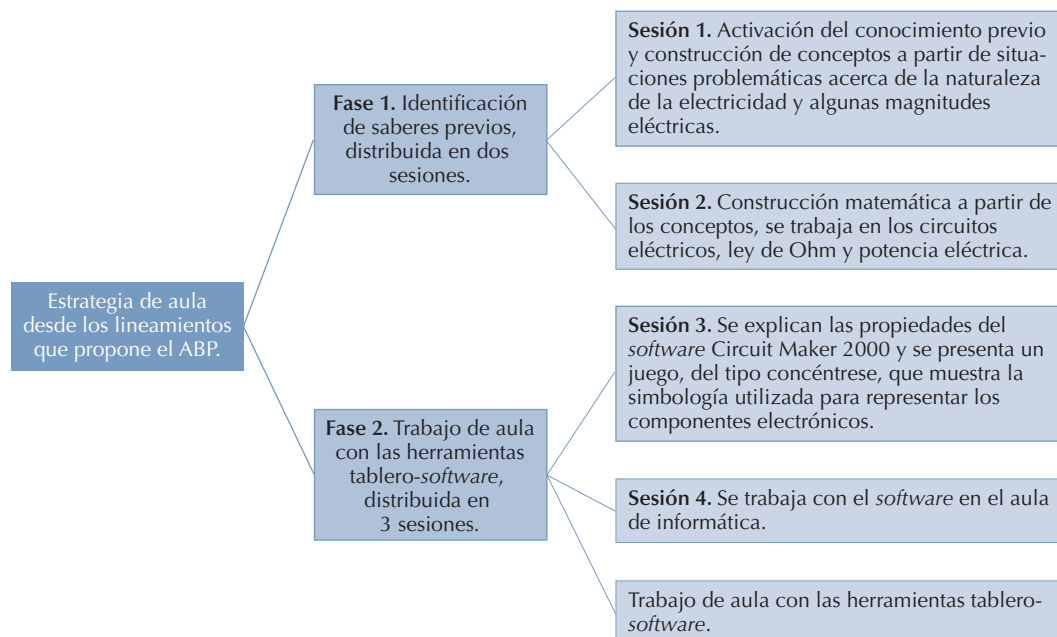 Estrategia de aula
desde los lineamientos
que propone el ABP.
Fase 1. Identificación
de saberes previos,
distribuida en dos
sesiones.
Sesión 1. Activación del conocimiento previo
y construcción de conceptos a partir de situa-
ciones problemáticas acerca de la naturaleza
de la electricidad y algunas magnitudes
eléctricas.
Sesión 2. Construcción matemática a partir de
los conceptos, se trabaja en los circuitos
eléctricos, ley de Ohm y potencia eléctrica.
Fase 2. Trabajo de aula
con las herramientas
tablero-software,
distribuida en
3 sesiones.
Sesión 3. Se explican las propiedades del
software Circuit Maker 2000 y se presenta un
juego, del tipo concéntrese, que muestra la
simbología utilizada para representar los
componentes electrónicos.
Sesión 4. Se trabaja con el software en el aula
de informática.
Trabajo de aula con las herramientas tablero-
software.